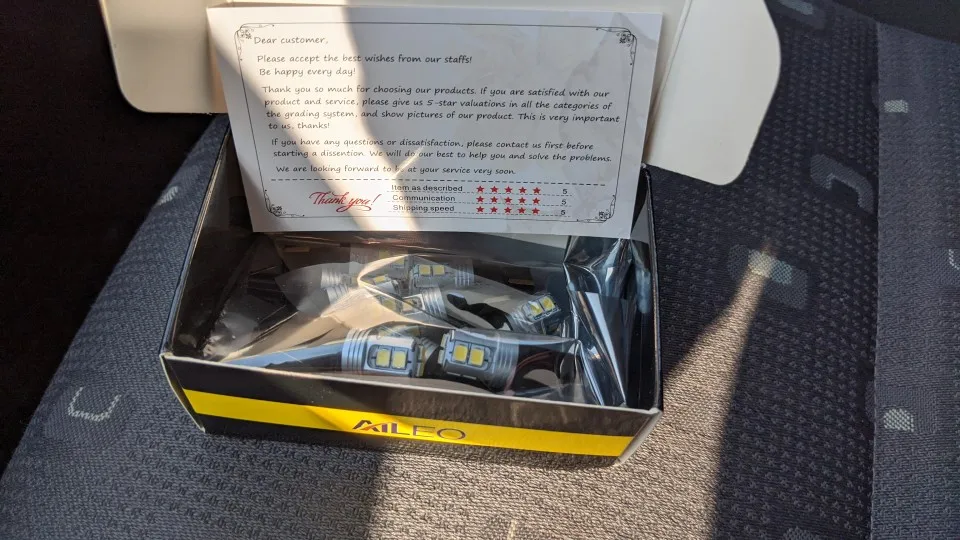 Dear customer,
Please accept the best wishes from our staffs!
Be happy every day!
Thank you so much for choosing our products. If you are satisfied with our
product and service, please give us 5-star valuations in all the categories of
the grading system, and show pictures of our product. This is very important
to us, thanks!
If you have any questions or dissatisfaction, please contact us first before
starting a dissention. We will do our best to help you and solve the problems.
We are looking forward to be at your service very soon.
Thank you!
Item as described ★★★★★ 5
Communication ★★★★★ 5
Shipping speed ★★★★★ 5
AILEO